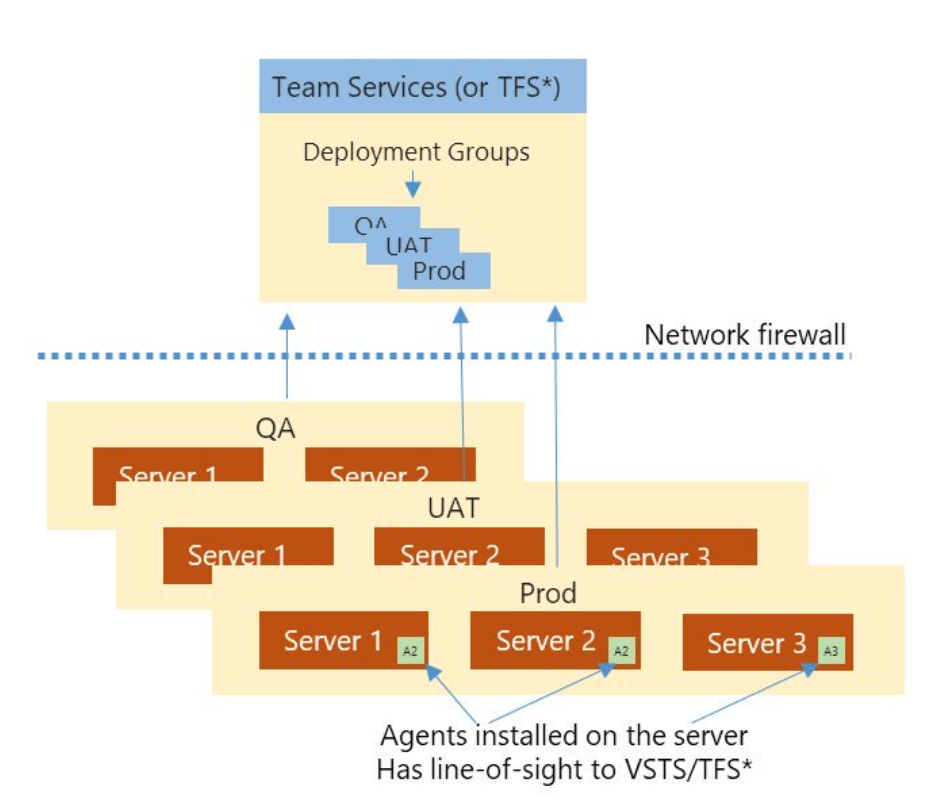 Team Services (or TFS*)
Deployment Groups
QA
UAT
Prod
Network firewall
QA
Server 1
Server 2
UAT
Server 1
Server 2
Server 3
Prod
Server 1
A2
Server 2
A2
Server 3
A3
Agents installed on the server
Has line-of-sight to VSTS/TFS*